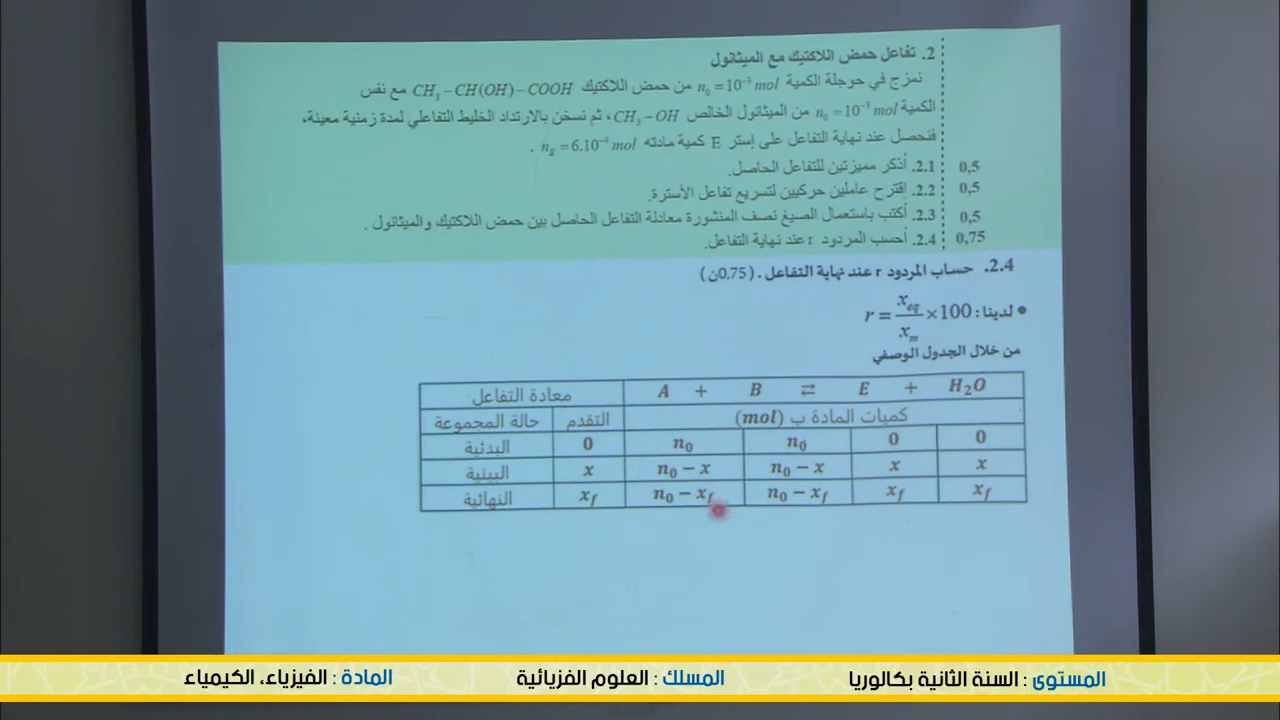 2. تفاعل حمض اللاكتيك مع الميثانول
نمزج في حوجلة الكمية n₀ = 10⁻³ mol من حمض اللاكتيك CH₃ − CH(OH) − COOH مع نفس
الكمية n₀ = 10⁻³ mol من الميثانول الخالص CH₃ − OH ، ثم نسخن بالارتداد الخليط التفاعلي لمدة زمنية معينة،
فنحصل عند نهاية التفاعل على إستر E كمية مادته n_E = 6.10⁻⁴ mol .
2.1. أذكر مميزتين للتفاعل الحاصل. 0,5
2.2. إقترح عاملين حركيين لتسريع تفاعل الأسترة. 0,5
2.3. أكتب باستعمال الصيغ نصف المنشورة معادلة التفاعل الحاصل بين حمض اللاكتيك والميثانول . 0,5
2.4. أحسب المردود r عند نهاية التفاعل. 0,75
2.4. حساب المردود r عند نهاية التفاعل . (0,75ن)
• لدينا : r = x_eq / x_m × 100
من خلال الجدول الوصفي
معادة التفاعل A + B ⇄ E + H₂O
حالة المجموعة التقدم كميات المادة ب (mol)
البدئية 0 n₀ n₀ 0 0
البينية x n₀ − x n₀ − x x x
النهائية x_f n₀ − x_f n₀ − x_f x_f x_f
المستوى : السنة الثانية بكالوريا المسلك : العلوم الفزيائية المادة : الفيزياء، الكيمياء